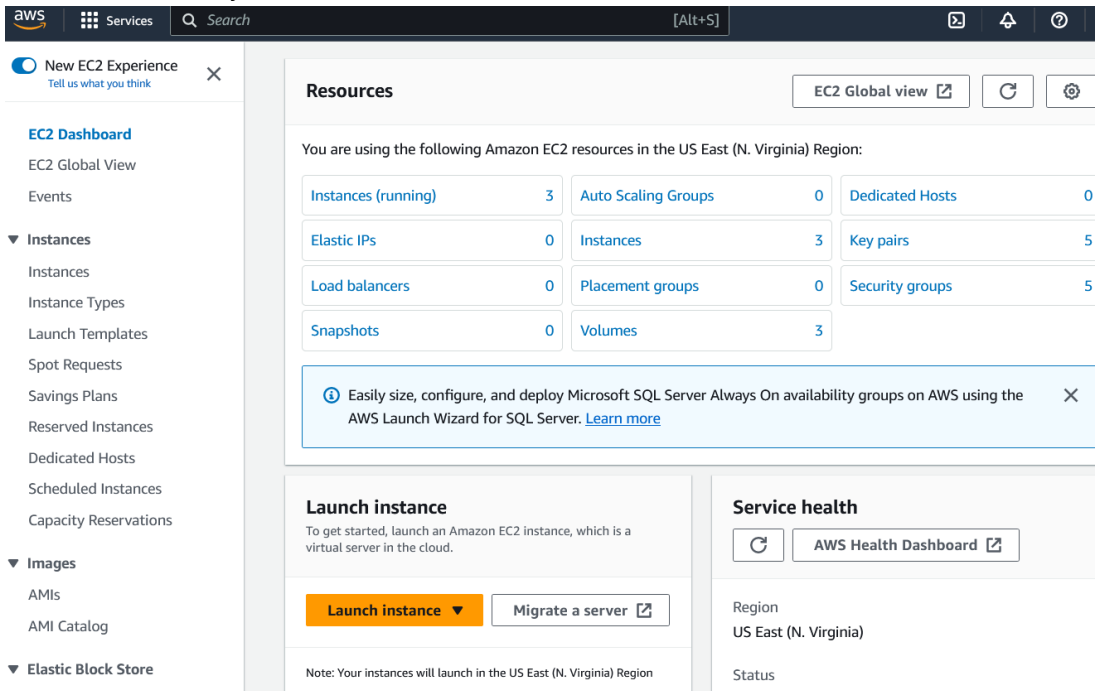 aws
Services
Search
[Alt+S]
New EC2 Experience
Tell us what you think
EC2 Dashboard
EC2 Global View
Events
Instances
Instances
Instance Types
Launch Templates
Spot Requests
Savings Plans
Reserved Instances
Dedicated Hosts
Scheduled Instances
Capacity Reservations
Images
AMIs
AMI Catalog
Elastic Block Store
Resources
EC2 Global view
You are using the following Amazon EC2 resources in the US East (N. Virginia) Region:
Instances (running) 3
Auto Scaling Groups 0
Dedicated Hosts 0
Elastic IPs 0
Instances 3
Key pairs 5
Load balancers 0
Placement groups 0
Security groups 5
Snapshots 0
Volumes 3
Easily size, configure, and deploy Microsoft SQL Server Always On availability groups on AWS using the
AWS Launch Wizard for SQL Server. Learn more
Launch instance
To get started, launch an Amazon EC2 instance, which is a
virtual server in the cloud.
Launch instance
Migrate a server
Note: Your instances will launch in the US East (N. Virginia) Region
Service health
AWS Health Dashboard
Region
US East (N. Virginia)
Status